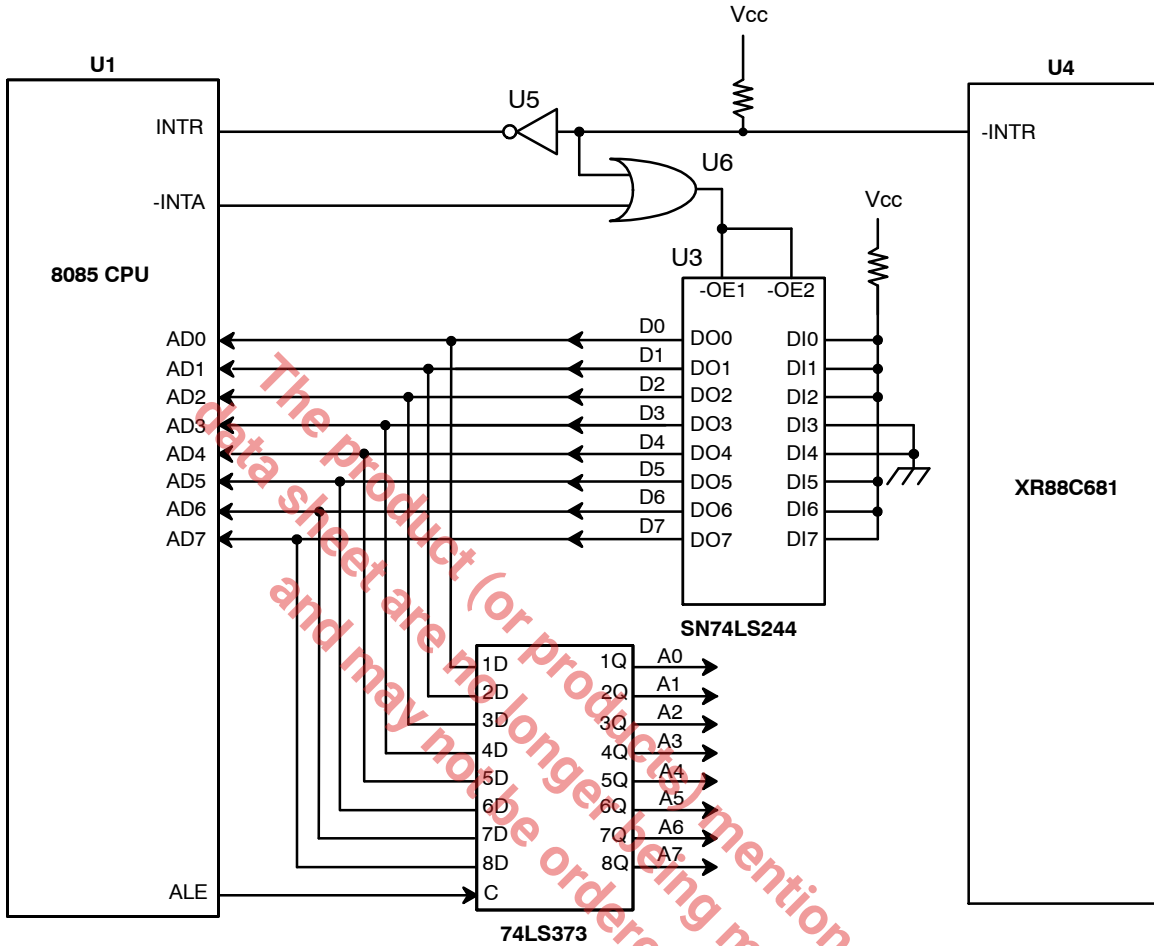 Vcc
U1
U4
U5
INTR
-INTR
U6
-INTA
Vcc
U3
8085 CPU
-OE1 -OE2
AD0 D0 DO0 DI0
AD1 D1 DO1 DI1
AD2 D2 DO2 DI2
AD3 D3 DO3 DI3
AD4 D4 DO4 DI4
AD5 D5 DO5 DI5
AD6 D6 DO6 DI6
AD7 D7 DO7 DI7
XR88C681
SN74LS244
1D 1Q A0
2D 2Q A1
3D 3Q A2
4D 4Q A3
5D 5Q A4
6D 6Q A5
7D 7Q A6
8D 8Q A7
ALE C
74LS373
The product (or products) mention
data sheet are no longer being m
and may not be ordere